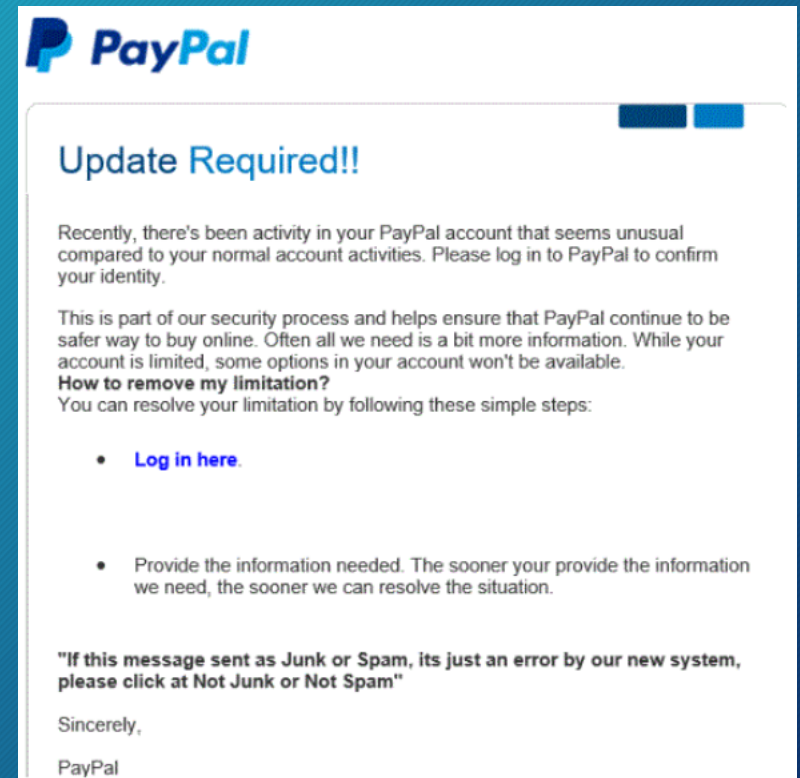 PayPal
Update Required!!
Recently, there's been activity in your PayPal account that seems unusual
compared to your normal account activities. Please log in to PayPal to confirm
your identity.
This is part of our security process and helps ensure that PayPal continue to be
safer way to buy online. Often all we need is a bit more information. While your
account is limited, some options in your account won't be available.
How to remove my limitation?
You can resolve your limitation by following these simple steps:
• Log in here.
• Provide the information needed. The sooner your provide the information
we need, the sooner we can resolve the situation.
"If this message sent as Junk or Spam, its just an error by our new system,
please click at Not Junk or Not Spam"
Sincerely,
PayPal